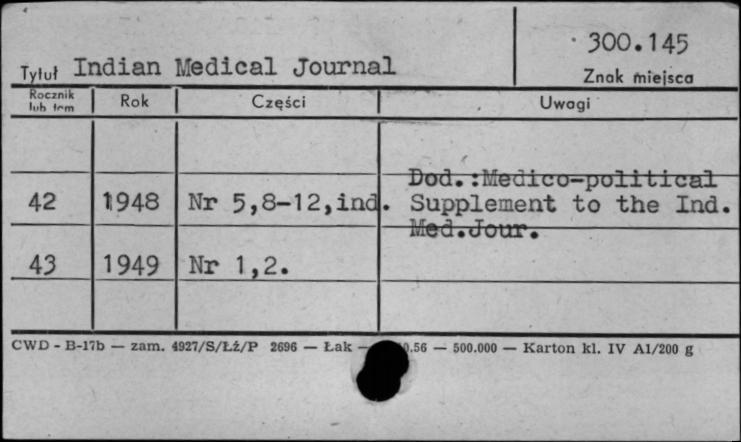 300.145
Tytuł Indian Medical Journal
Znak miejsca
Rocznik lub tom Rok Części Uwagi
Dod.:Medico-political
42 1948 Nr 5,8-12,ind. Supplement to the Ind.
Med.Jour.
43 1949 Nr 1,2.
CWD - B-17b — zam. 4927/S/Łź/P 2696 — Łak — 0.56 — 500.000 — Karton kl. IV A1/200 g